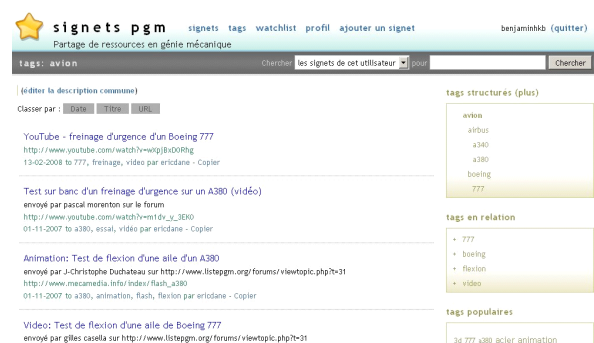 signets pgm
signets tags watchlist profil ajouter un signet
benjaminhkb (quitter)
Partage de ressources en génie mécanique
tags: avion
Chercher les signets de cet utilisateur pour Chercher
(éditer la description commune)
Classer par : Date Titre URL
YouTube - freinage d'urgence d'un Boeing 777
http://www.youtube.com/watch?v=wXpjBxD0Rhg
13-02-2008 to 777, freinage, video par ericdane - Copier
Test sur banc d'un freinage d'urgence sur un A380 (vidéo)
envoyé par pascal morenton sur le forum
http://www.youtube.com/watch?v=m1dv_y_3EK0
01-11-2007 to a380, essai, vidéo par ericdane - Copier
Animation: Test de flexion d'une aile d'un A380
envoyé par J-Christophe Duchateau sur http://www.listepgm.org/forums/viewtopic.php?t=31
http://www.mecamedia.info/index/flash_a380
01-11-2007 to a380, animation, flash, flexion par ericdane - Copier
Video: Test de flexion d'une aile de Boeing 777
envoyé par gilles casella sur http://www.listepgm.org/forums/viewtopic.php?t=31
tags structurés (plus)
avion
airbus
a340
a380
boeing
777
tags en relation
+ 777
+ boeing
+ flexion
+ video
tags populaires
3d 777 a380 acier animation